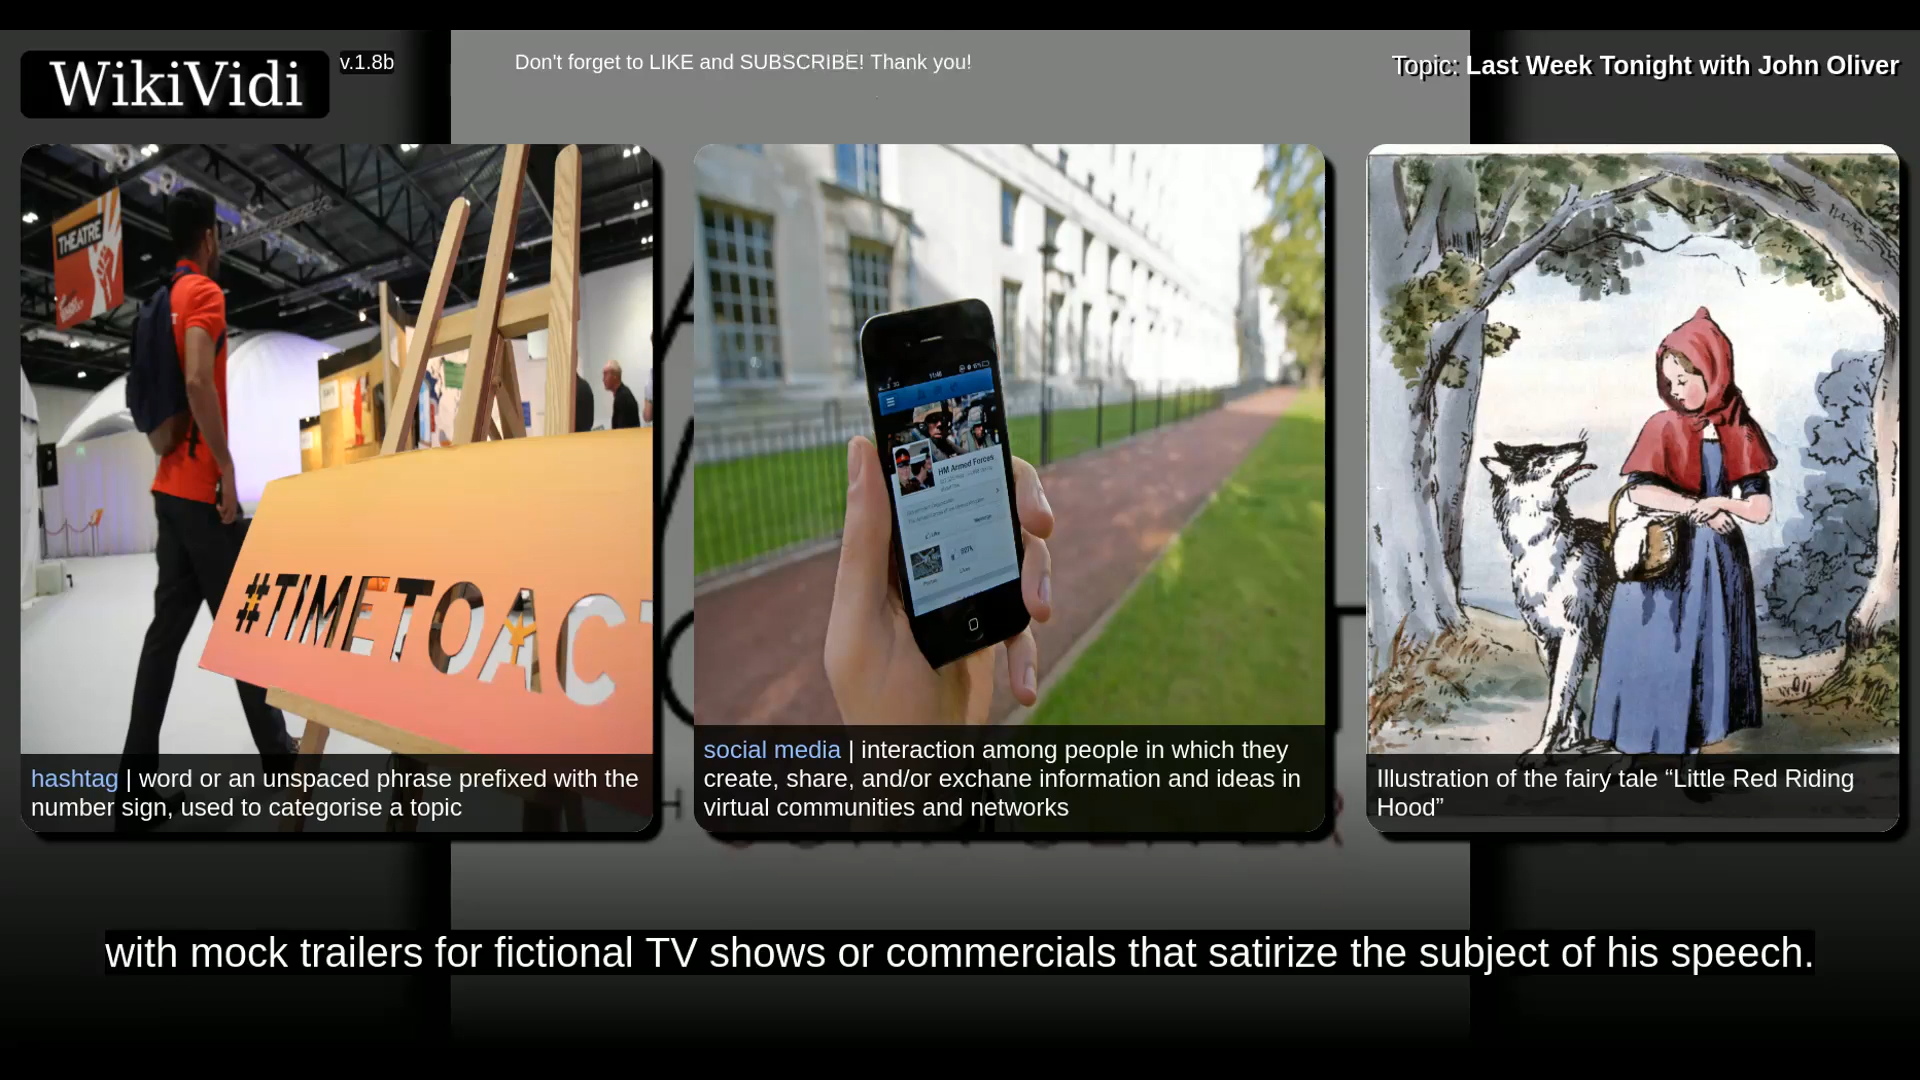 WikiVidi
v.1.8b
Don't forget to LIKE and SUBSCRIBE! Thank you!
Topic: Last Week Tonight with John Oliver
THEATRE
#TIMETOAC
HM Armed Forces
hashtag | word or an unspaced phrase prefixed with the
number sign, used to categorise a topic
social media | interaction among people in which they
create, share, and/or exchane information and ideas in
virtual communities and networks
Illustration of the fairy tale “Little Red Riding
Hood”
with mock trailers for fictional TV shows or commercials that satirize the subject of his speech.